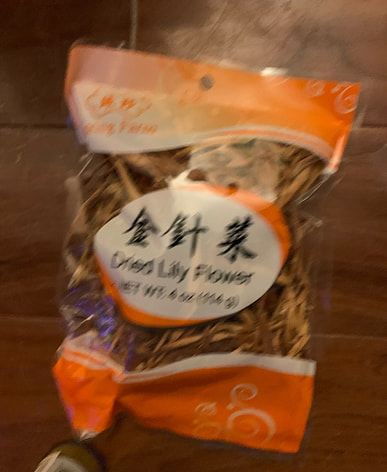 金針菜
Dried Lily Flower
NET WT. 4 oz (114 g)